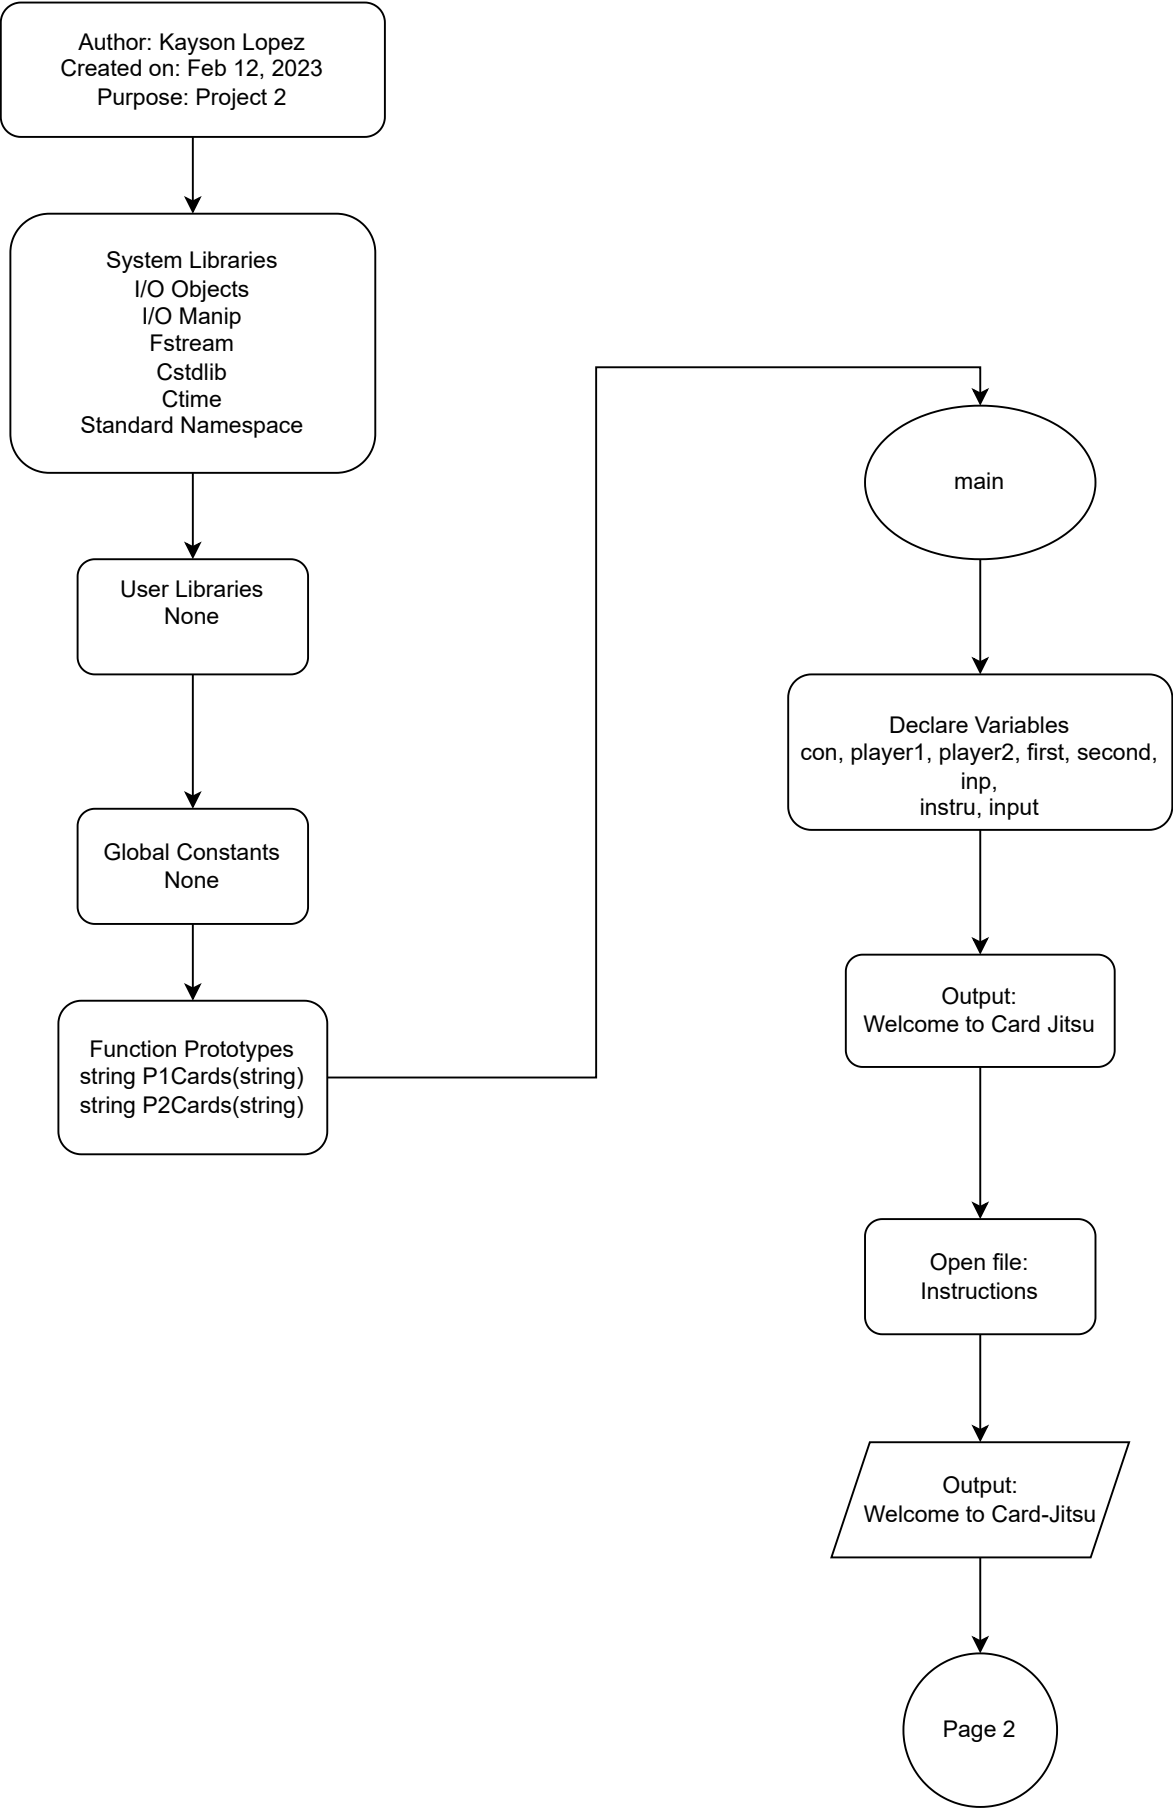 Author: Kayson Lopez
Created on: Feb 12, 2023
Purpose: Project 2
System Libraries
I/O Objects
I/O Manip
Fstream
Cstdlib
Ctime
Standard Namespace
User Libraries
None
Global Constants
None
Function Prototypes
string P1Cards(string)
string P2Cards(string)
main
Declare Variables
con, player1, player2, first, second,
inp,
instru, input
Output:
Welcome to Card Jitsu
Open file:
Instructions
Output:
Welcome to Card-Jitsu
Page 2